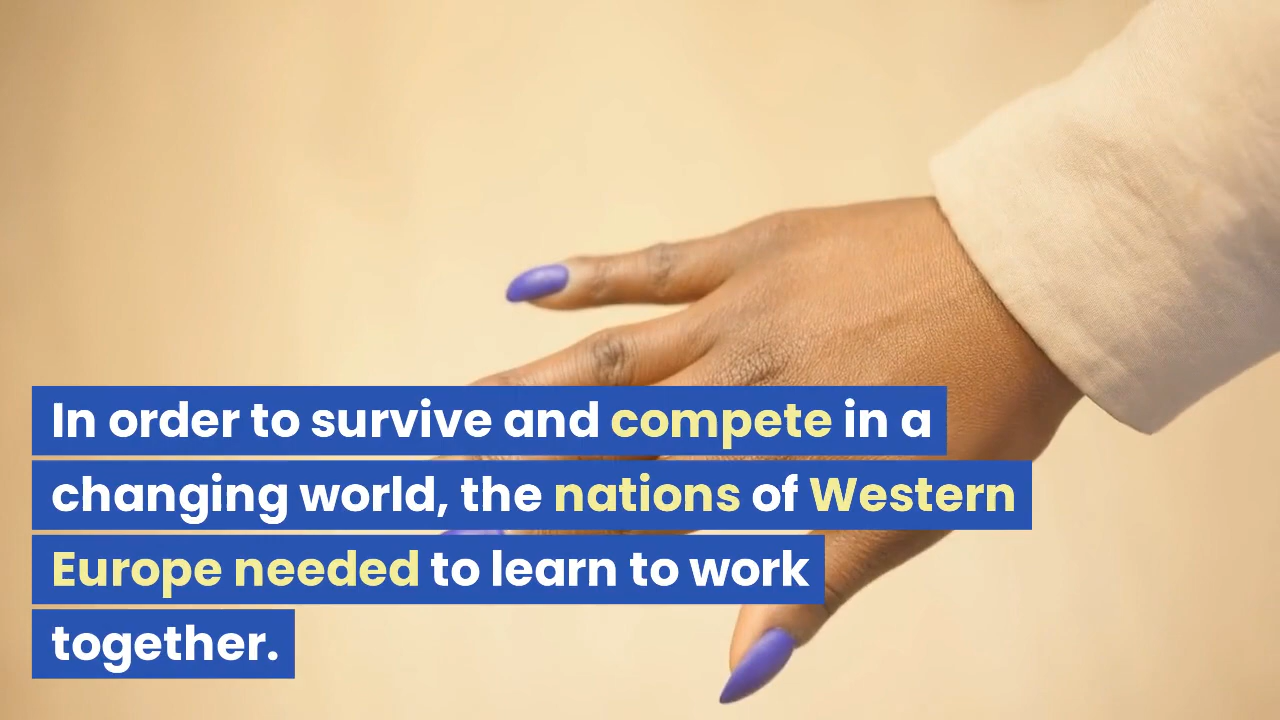 In order to survive and compete in a
changing world, the nations of Western
Europe needed to learn to work
together.